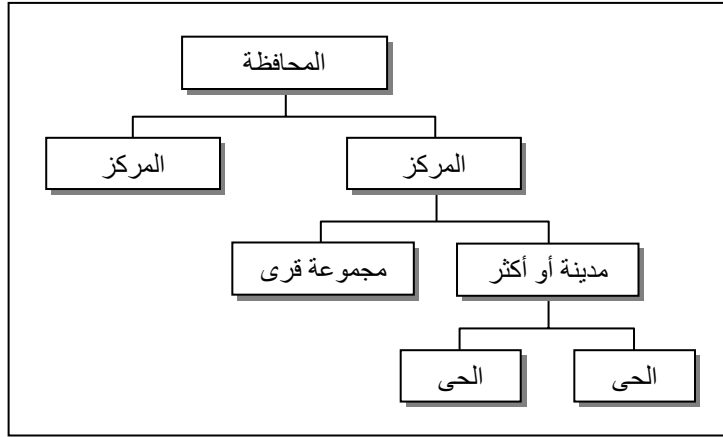 المحافظة
المركز
المركز
مدينة أو أكثر
مجموعة قرى
الحى
الحى